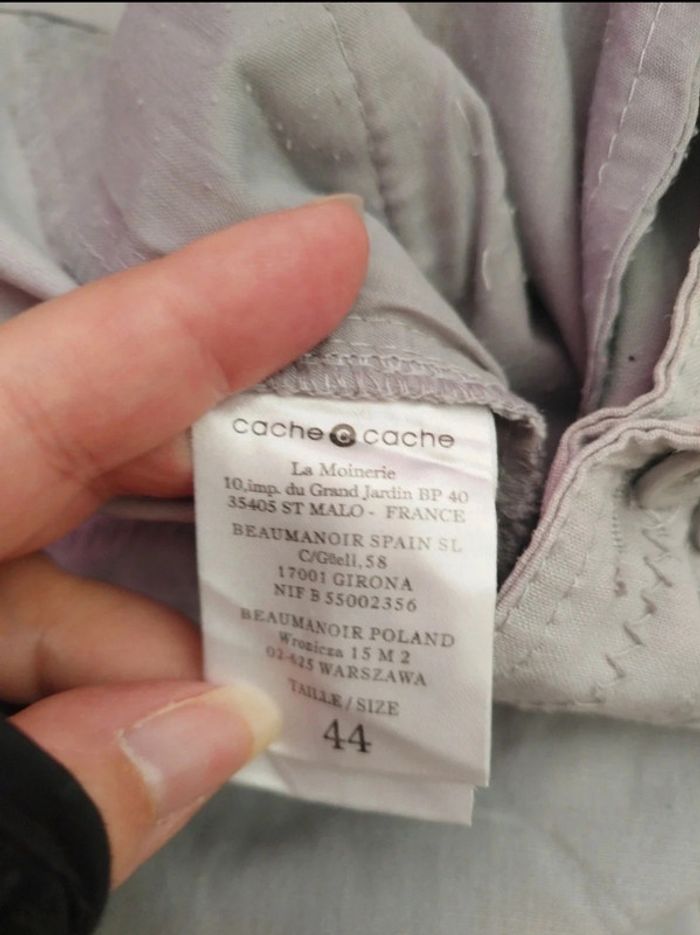 cache c cache
La Moinerie
10,imp. du Grand Jardin BP 40
35405 ST MALO - FRANCE
BEAUMANOIR SPAIN SL
C/Güell,58
17001 GIRONA
NIF B 55002356
BEAUMANOIR POLAND
Wronicza 15 M 2
02-625 WARSZAWA
TAILLE/SIZE
44